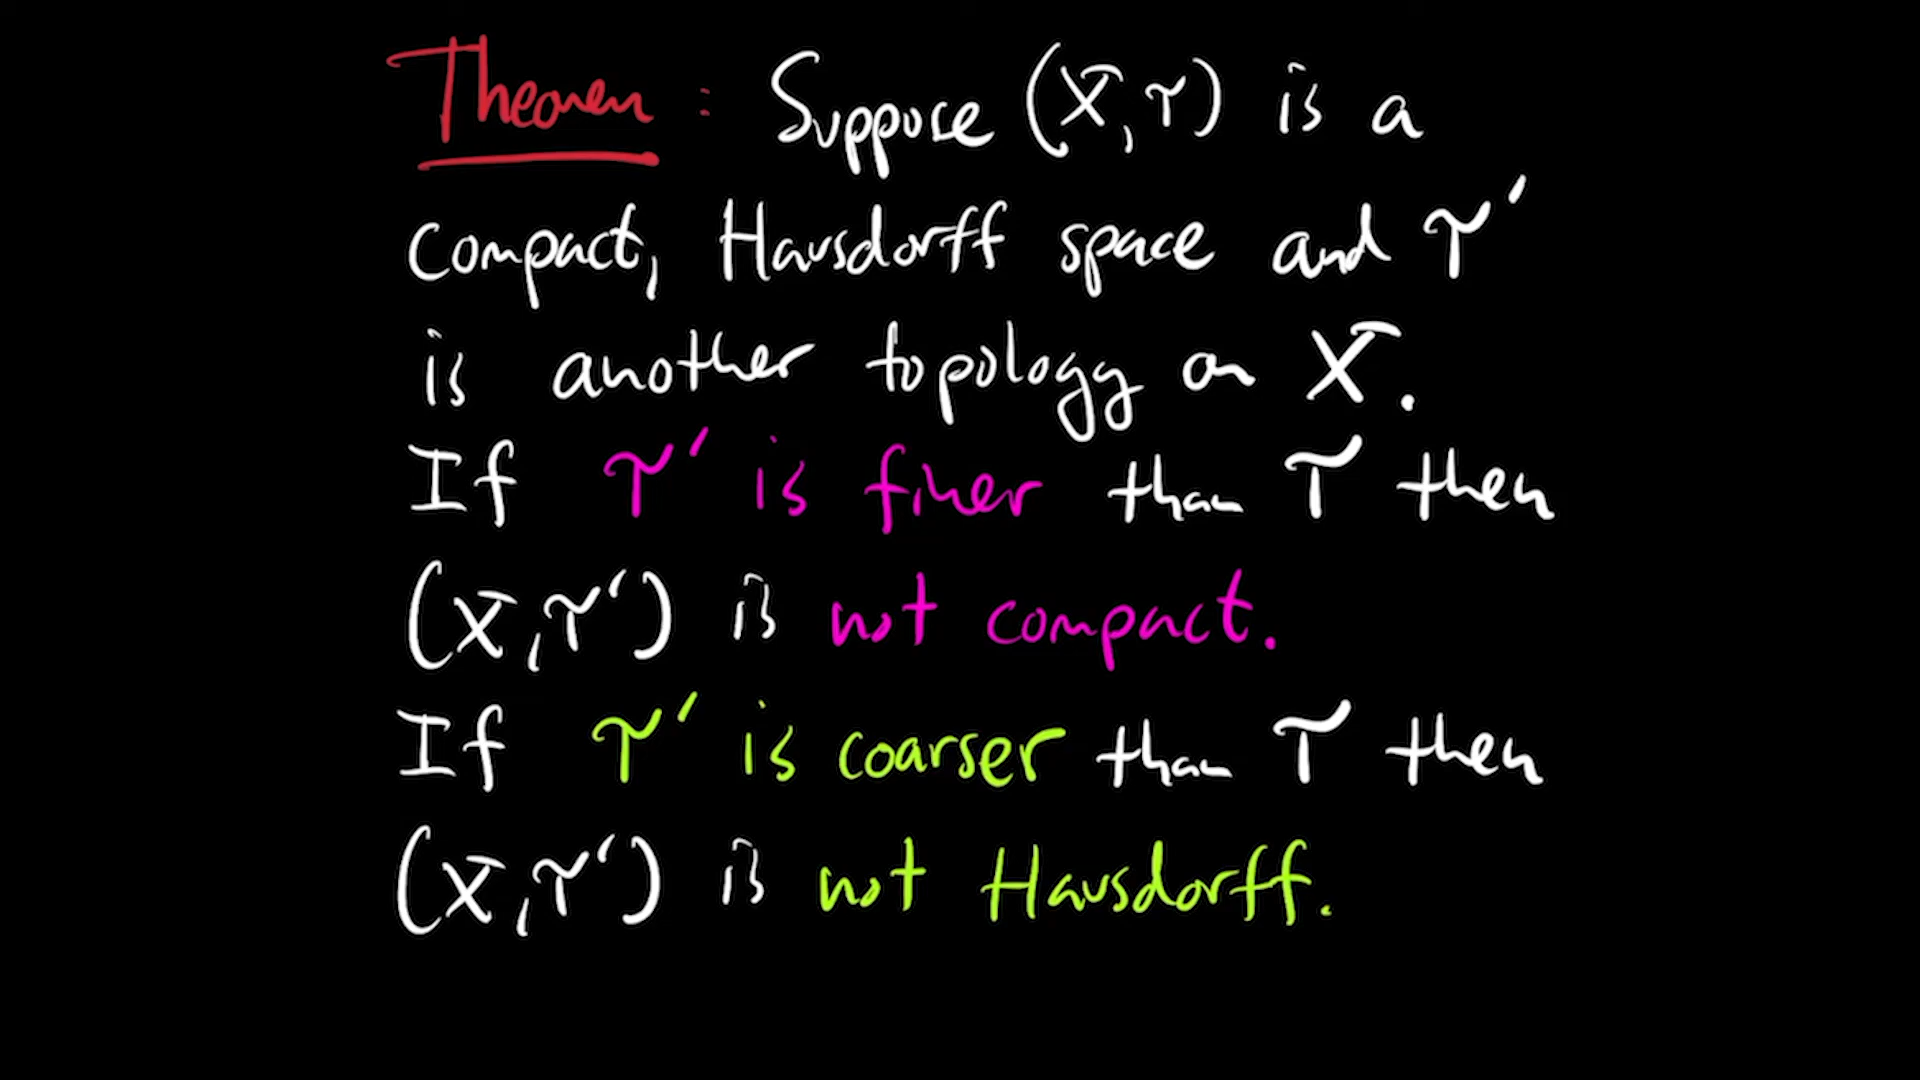 Theorem : Suppose (X,τ) is a
compact, Hausdorff space and τ'
is another topology on X.
If τ' is finer than τ then
(X,τ') is not compact.
If τ' is coarser than τ then
(X,τ') is not Hausdorff.